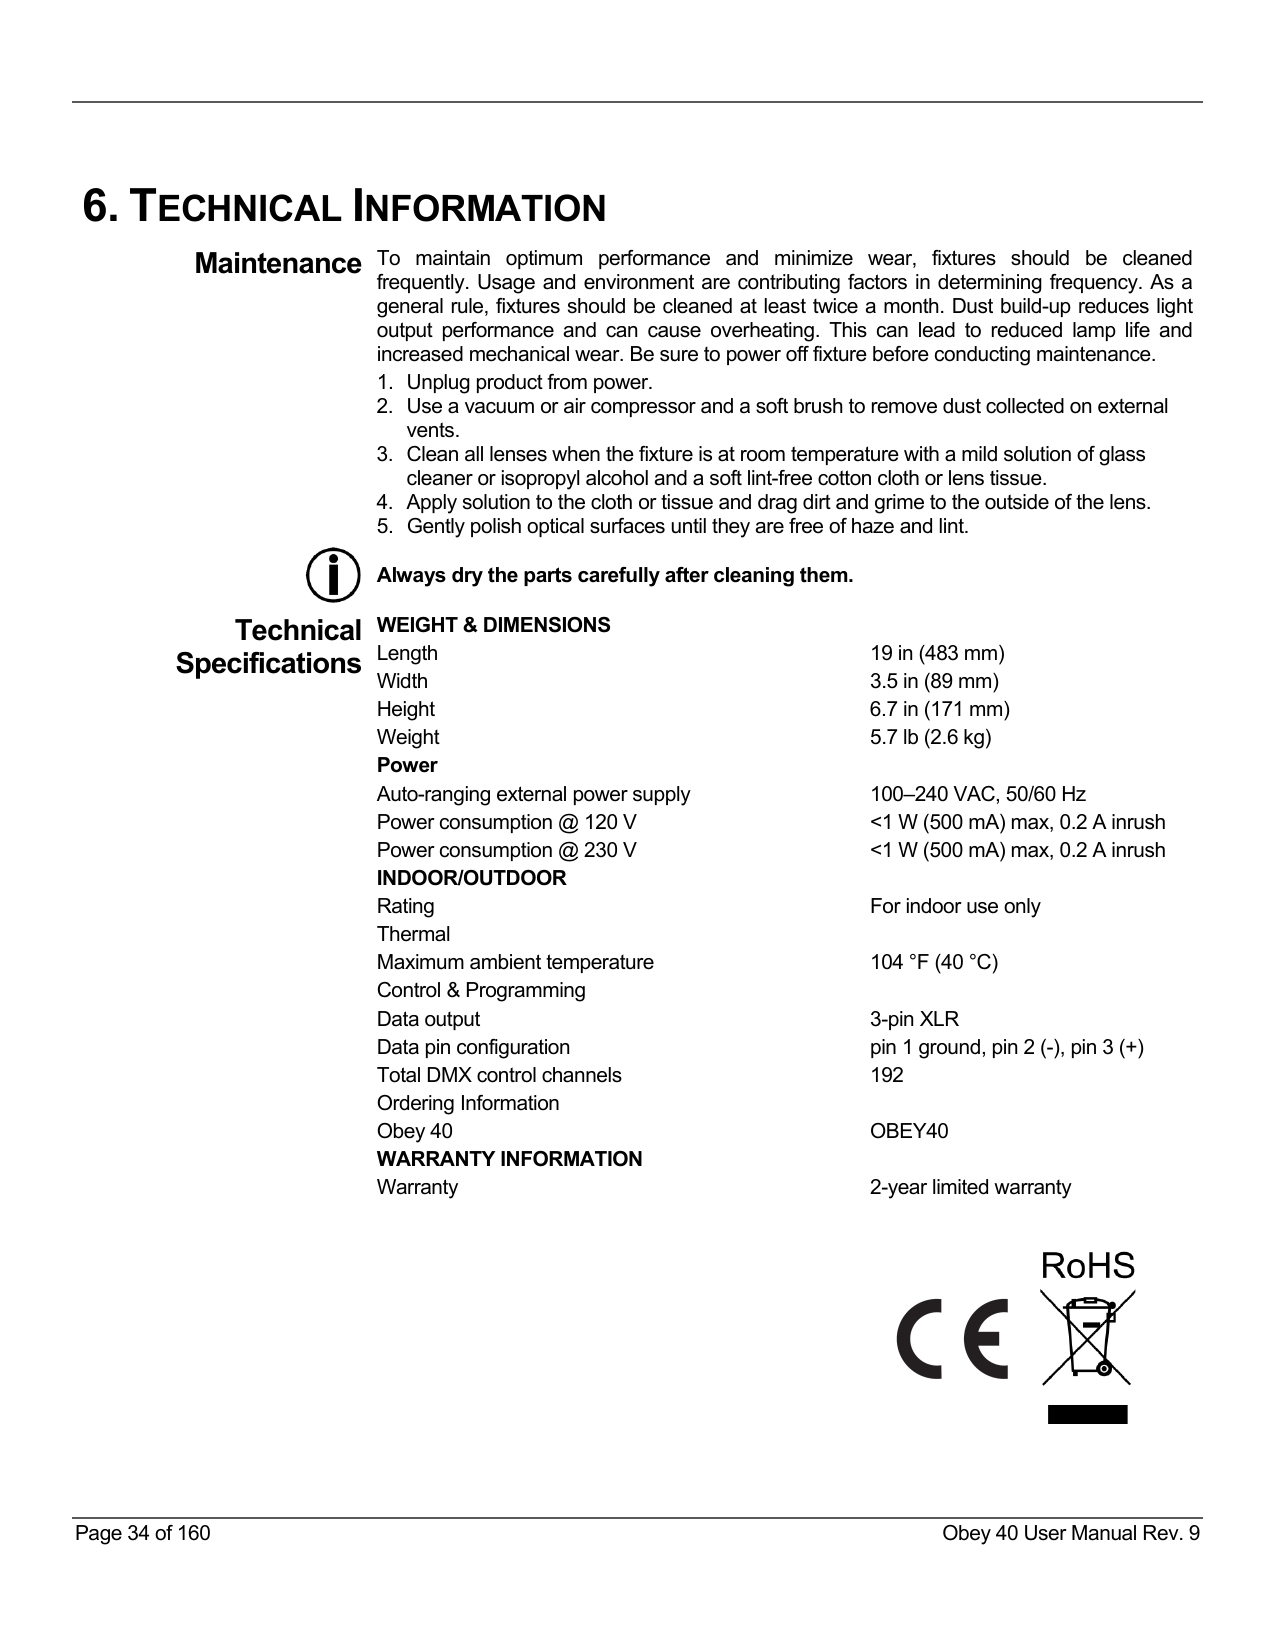 6. TECHNICAL INFORMATION
Maintenance
To maintain optimum performance and minimize wear, fixtures should be cleaned
frequently. Usage and environment are contributing factors in determining frequency. As a
general rule, fixtures should be cleaned at least twice a month. Dust build-up reduces light
output performance and can cause overheating. This can lead to reduced lamp life and
increased mechanical wear. Be sure to power off fixture before conducting maintenance.
1. Unplug product from power.
2. Use a vacuum or air compressor and a soft brush to remove dust collected on external
vents.
3. Clean all lenses when the fixture is at room temperature with a mild solution of glass
cleaner or isopropyl alcohol and a soft lint-free cotton cloth or lens tissue.
4. Apply solution to the cloth or tissue and drag dirt and grime to the outside of the lens.
5. Gently polish optical surfaces until they are free of haze and lint.
Always dry the parts carefully after cleaning them.
Technical
Specifications
WEIGHT & DIMENSIONS
Length 19 in (483 mm)
Width 3.5 in (89 mm)
Height 6.7 in (171 mm)
Weight 5.7 lb (2.6 kg)
Power
Auto-ranging external power supply 100–240 VAC, 50/60 Hz
Power consumption @ 120 V <1 W (500 mA) max, 0.2 A inrush
Power consumption @ 230 V <1 W (500 mA) max, 0.2 A inrush
INDOOR/OUTDOOR
Rating For indoor use only
Thermal
Maximum ambient temperature 104 °F (40 °C)
Control & Programming
Data output 3-pin XLR
Data pin configuration pin 1 ground, pin 2 (-), pin 3 (+)
Total DMX control channels 192
Ordering Information
Obey 40 OBEY40
WARRANTY INFORMATION
Warranty 2-year limited warranty
RoHS
CE
Page 34 of 160 Obey 40 User Manual Rev. 9